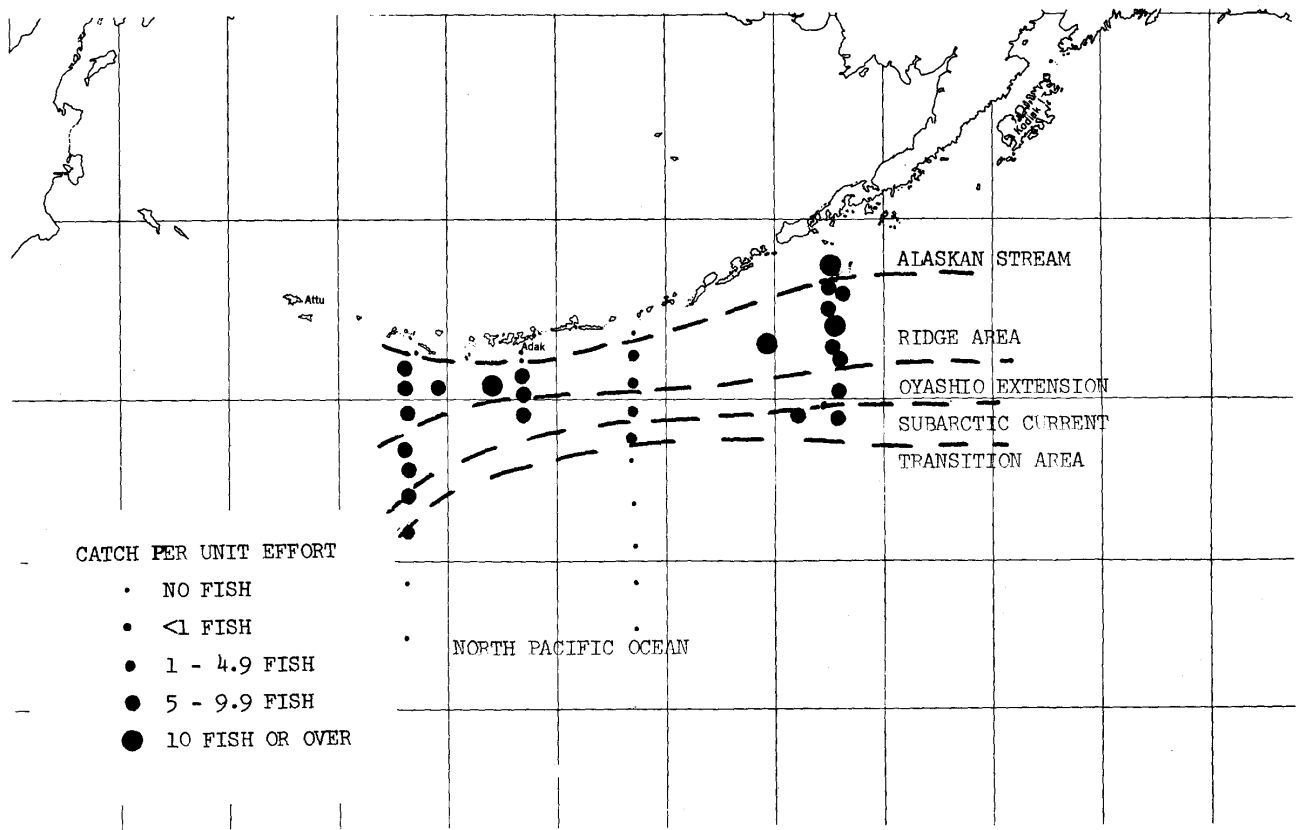 Kodiak I.
Attu
Adak
ALASKAN STREAM
RIDGE AREA
OYASHIO EXTENSION
SUBARCTIC CURRENT
TRANSITION AREA
CATCH PER UNIT EFFORT
NO FISH
<1 FISH
1 - 4.9 FISH
5 - 9.9 FISH
10 FISH OR OVER
NORTH PACIFIC OCEAN